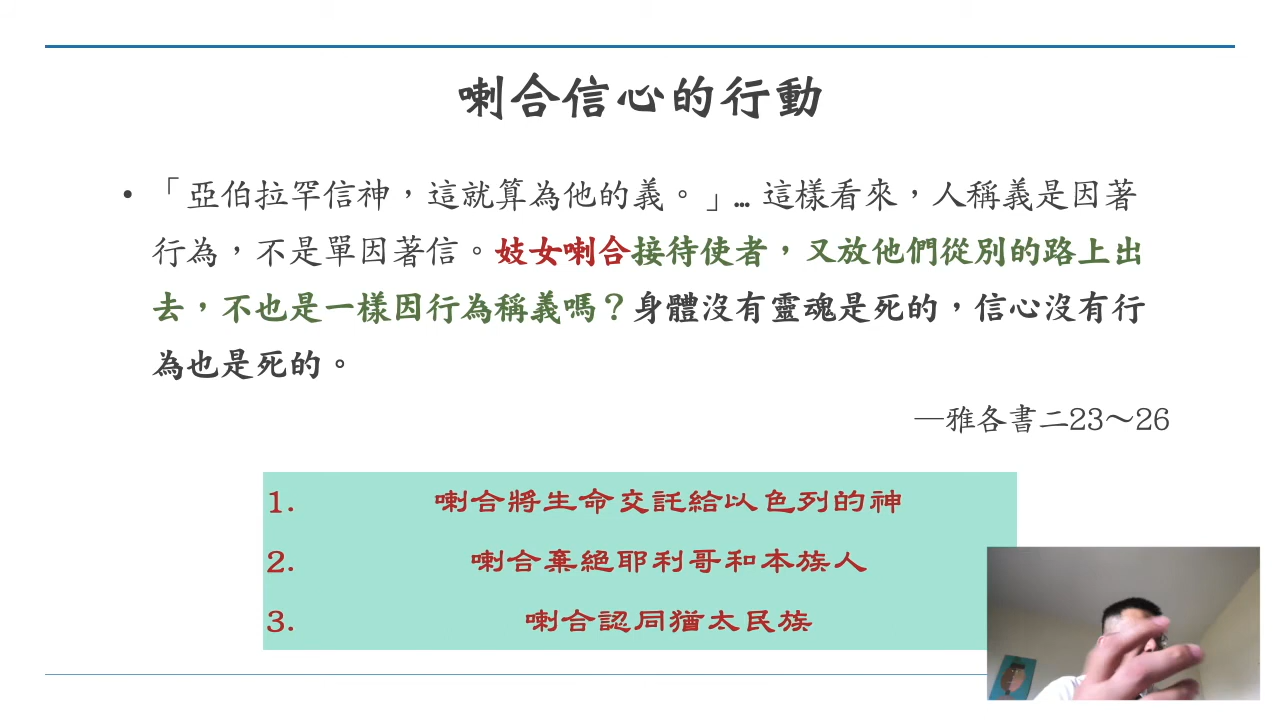 喇合信心的行動
• 「亞伯拉罕信神，這就算為他的義。」… 這樣看來，人稱義是因著
行為，不是單因著信。妓女喇合接待使者，又放他們從別的路上出
去，不也是一樣因行為稱義嗎？身體沒有靈魂是死的，信心沒有行
為也是死的。
—雅各書二23～26
1. 喇合將生命交託給以色列的神
2. 喇合棄絕耶利哥和本族人
3. 喇合認同猶太民族